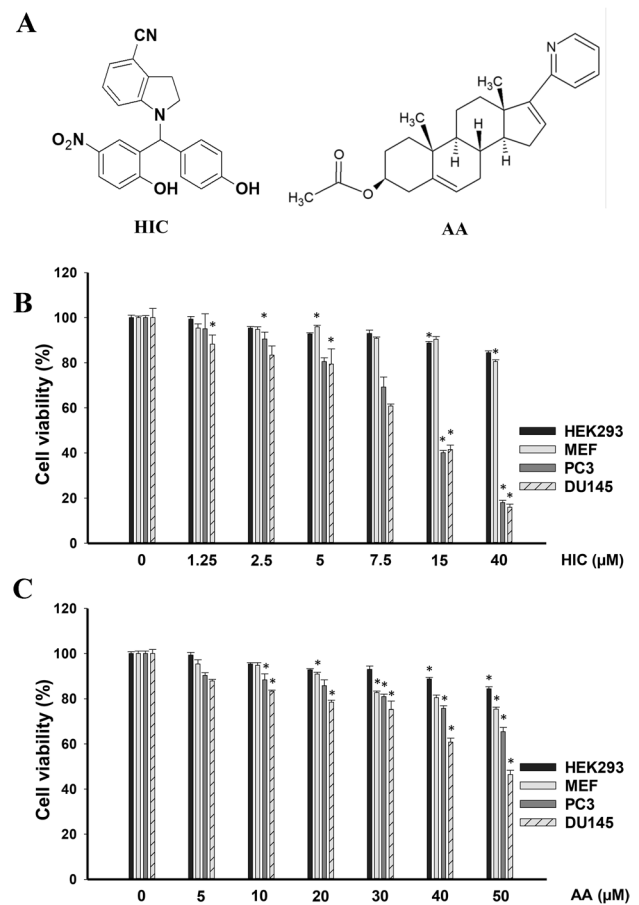 A
CN
N
O₂N
OH
OH
HIC
N
CH₃
CH₃
H
H
H
O
H₃C
O
AA
B
120
100
80
60
40
20
0
Cell viability (%)
0 1.25 2.5 5 7.5 15 40 HIC (µM)
* * * * * * * * * *
HEK293
MEF
PC3
DU145
C
120
100
80
60
40
20
0
Cell viability (%)
0 5 10 20 30 40 50 AA (µM)
* * * * * * * * * * * * * * *
HEK293
MEF
PC3
DU145